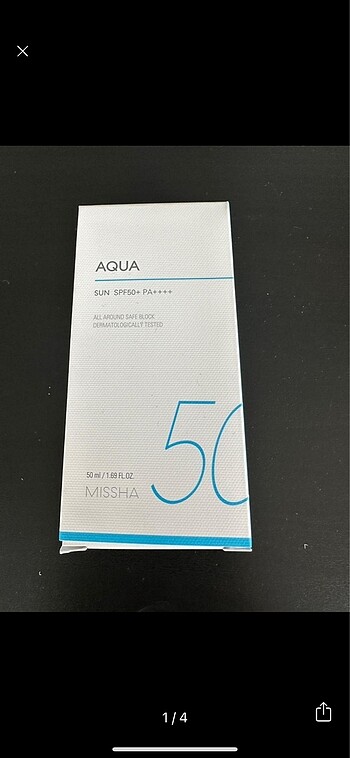 AQUA
SUN SPF50+ PA++++
ALL AROUND SAFE BLOCK
DERMATOLOGICALLY TESTED
50
50 ml / 1.69 FL.OZ.
MISSHA
1/4